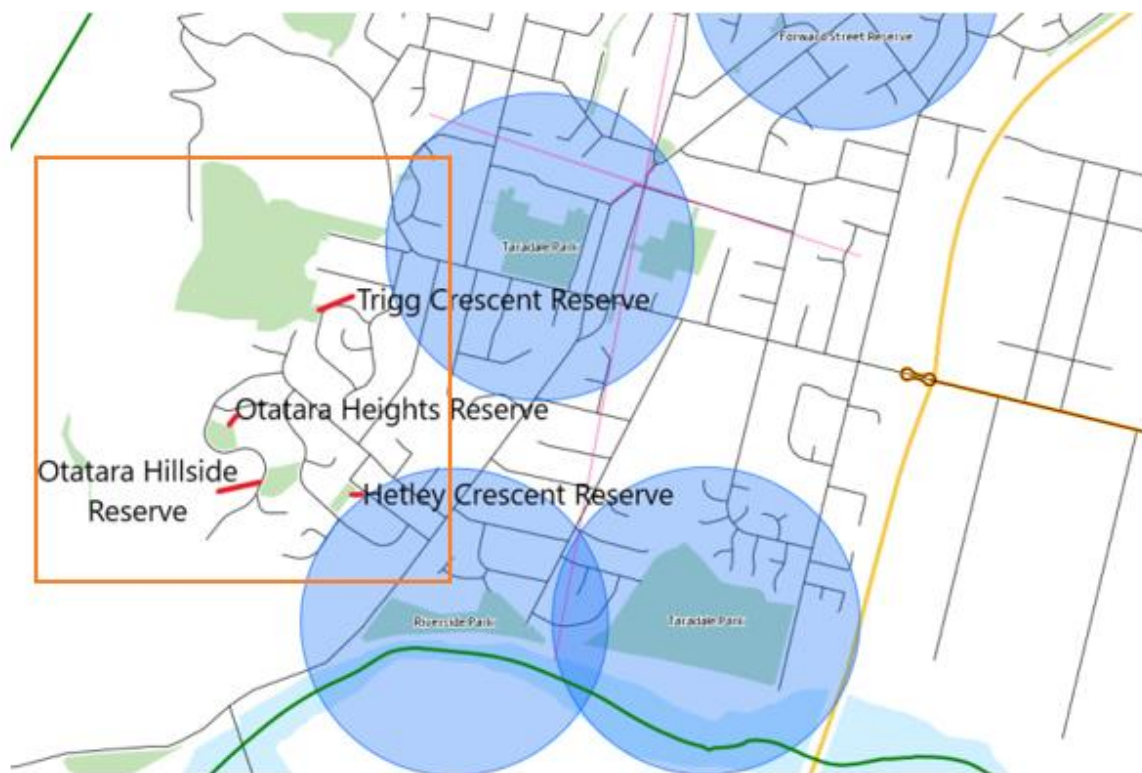 Forward Street Reserve
Taradale Park
Trigg Crescent Reserve
Otatara Heights Reserve
Otatara Hillside
Reserve
Hetley Crescent Reserve
Riverside Park
Taradale Park